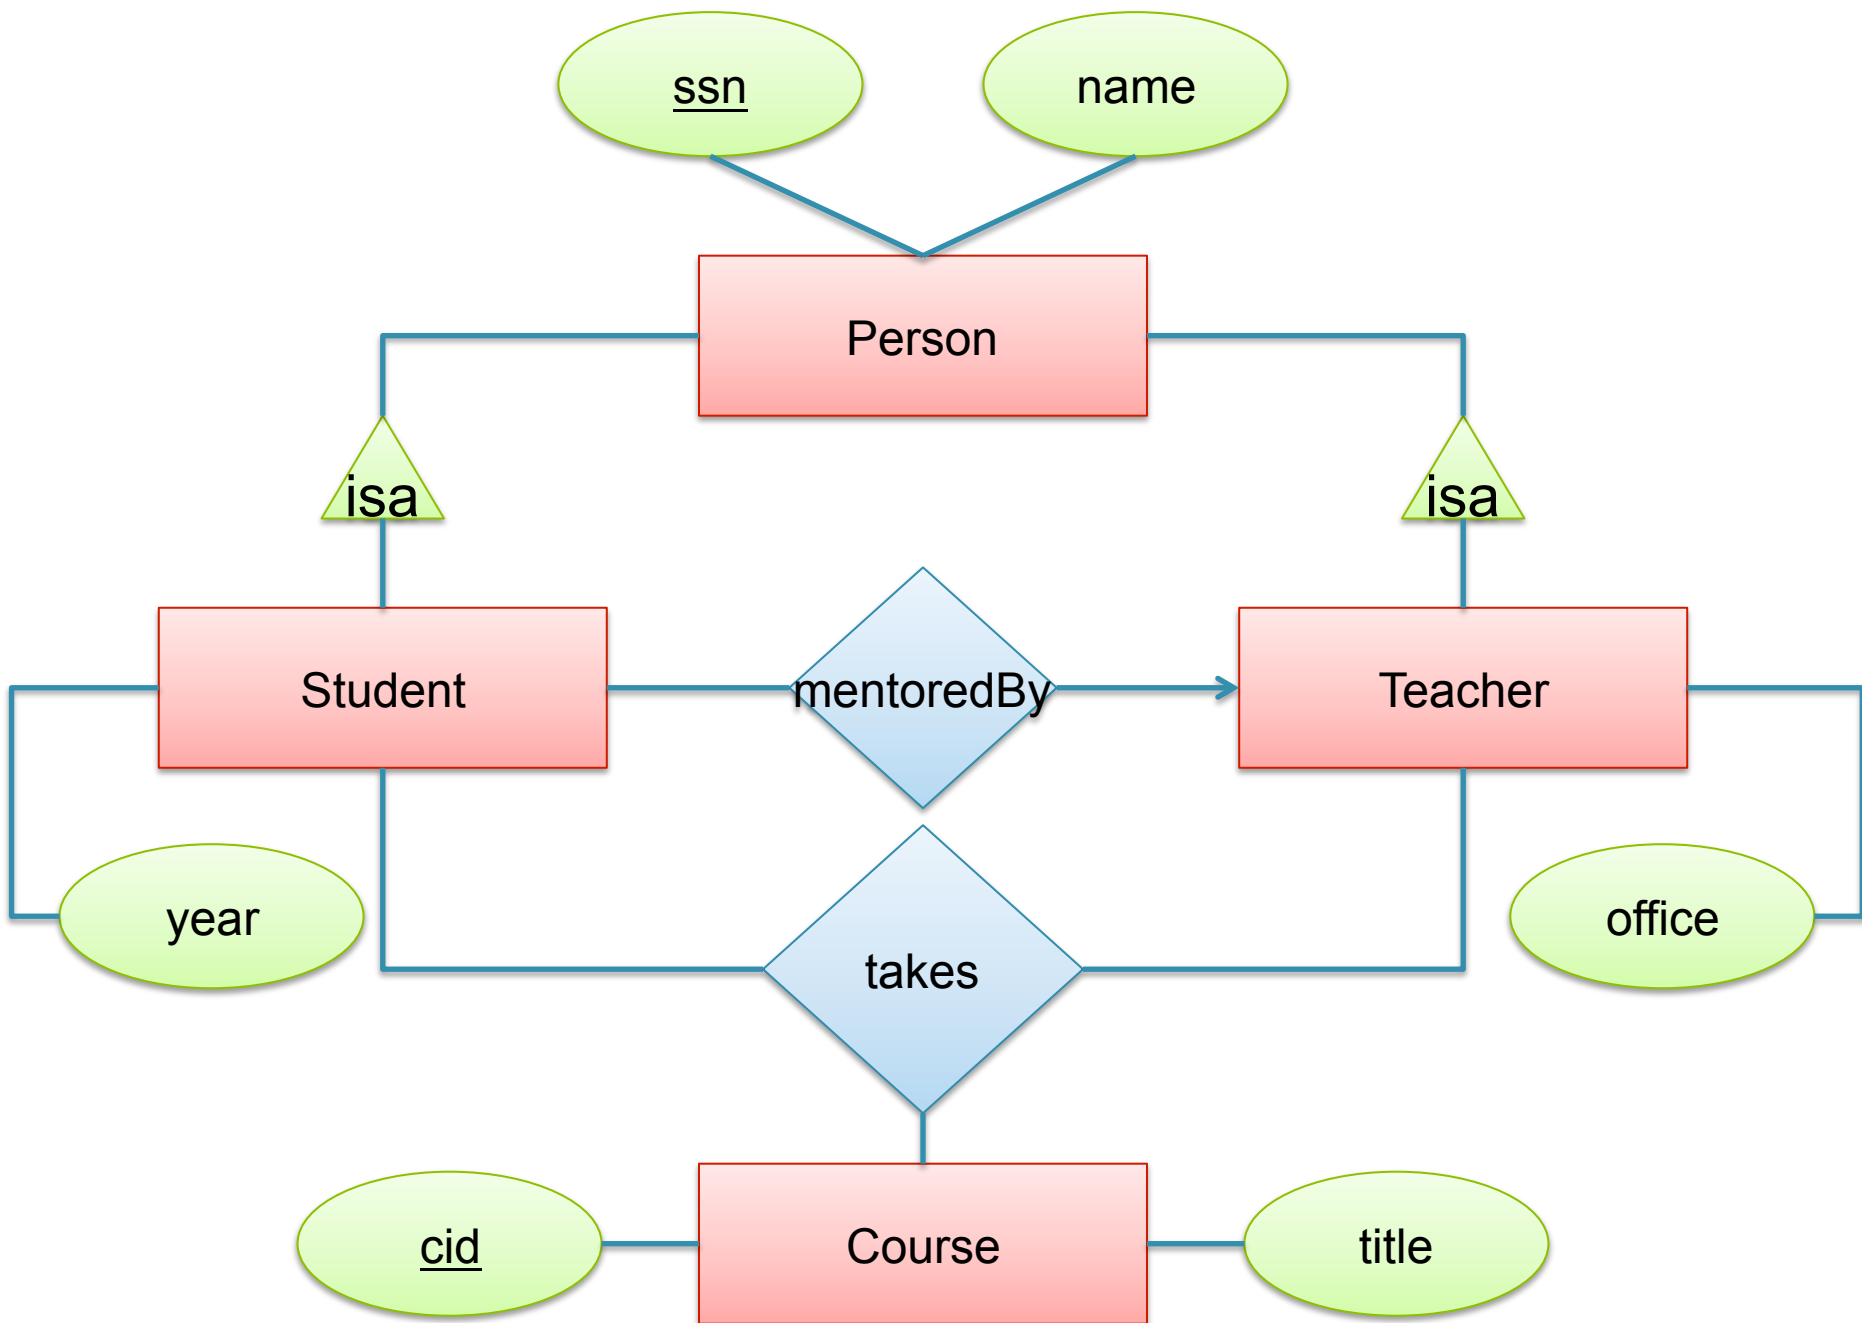 ssn
name
Person
isa
isa
Student
mentoredBy
Teacher
year
takes
office
cid
Course
title